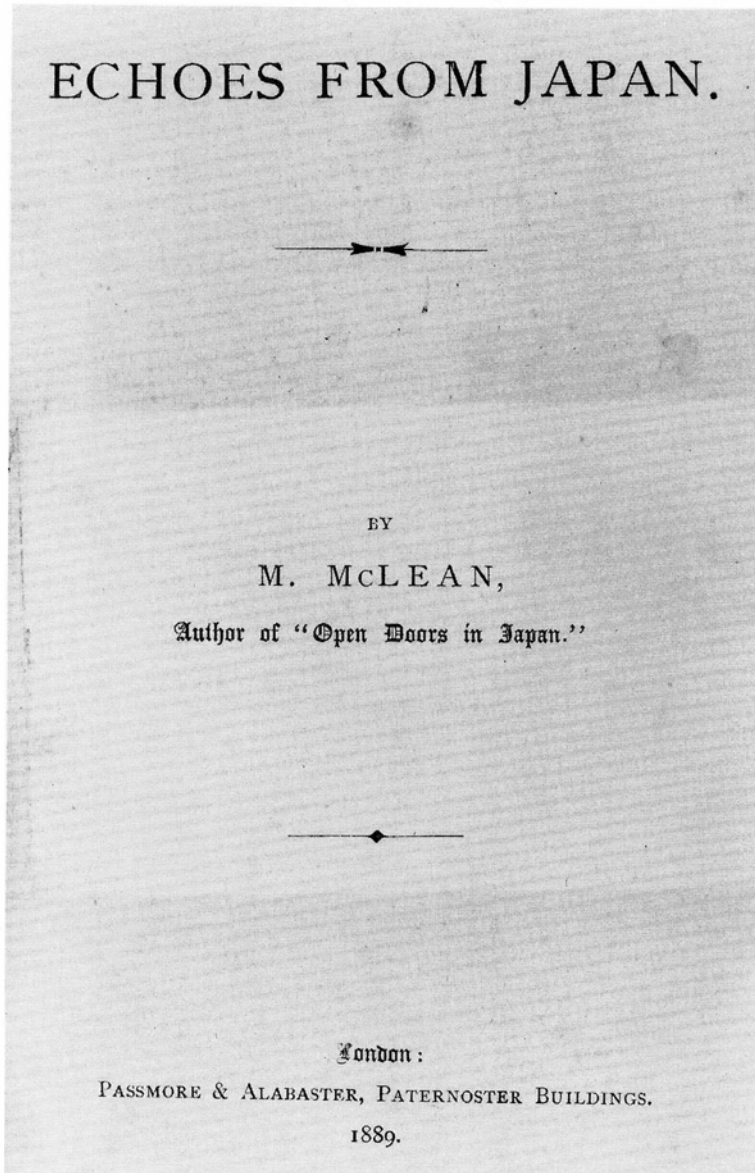 ECHOES FROM JAPAN.
BY
M. McLEAN,
Author of "Open Doors in Japan."
London:
PASSMORE & ALABASTER, PATERNOSTER BUILDINGS.
1889.